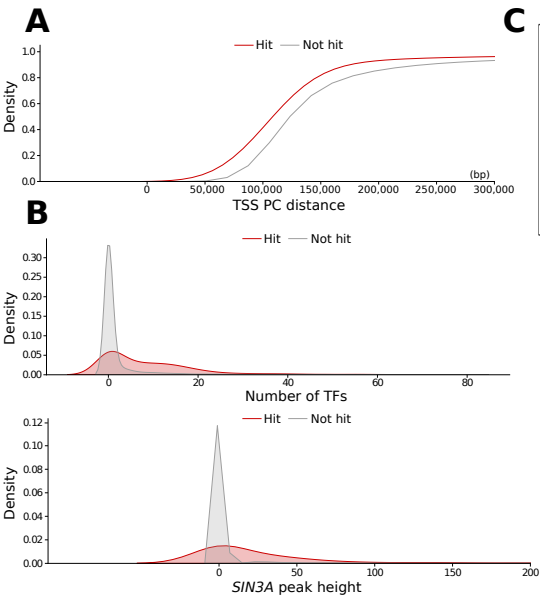 A
C
Hit Not hit
Density
1.0
0.8
0.6
0.4
0.2
0.0
(bp)
0 50,000 100,000 150,000 200,000 250,000 300,000
TSS PC distance
B
Hit Not hit
Density
0.30
0.25
0.20
0.15
0.10
0.05
0.00
0 20 40 60 80
Number of TFs
Hit Not hit
Density
0.12
0.10
0.08
0.06
0.04
0.02
0.00
0 50 100 150 200
SIN3A peak height